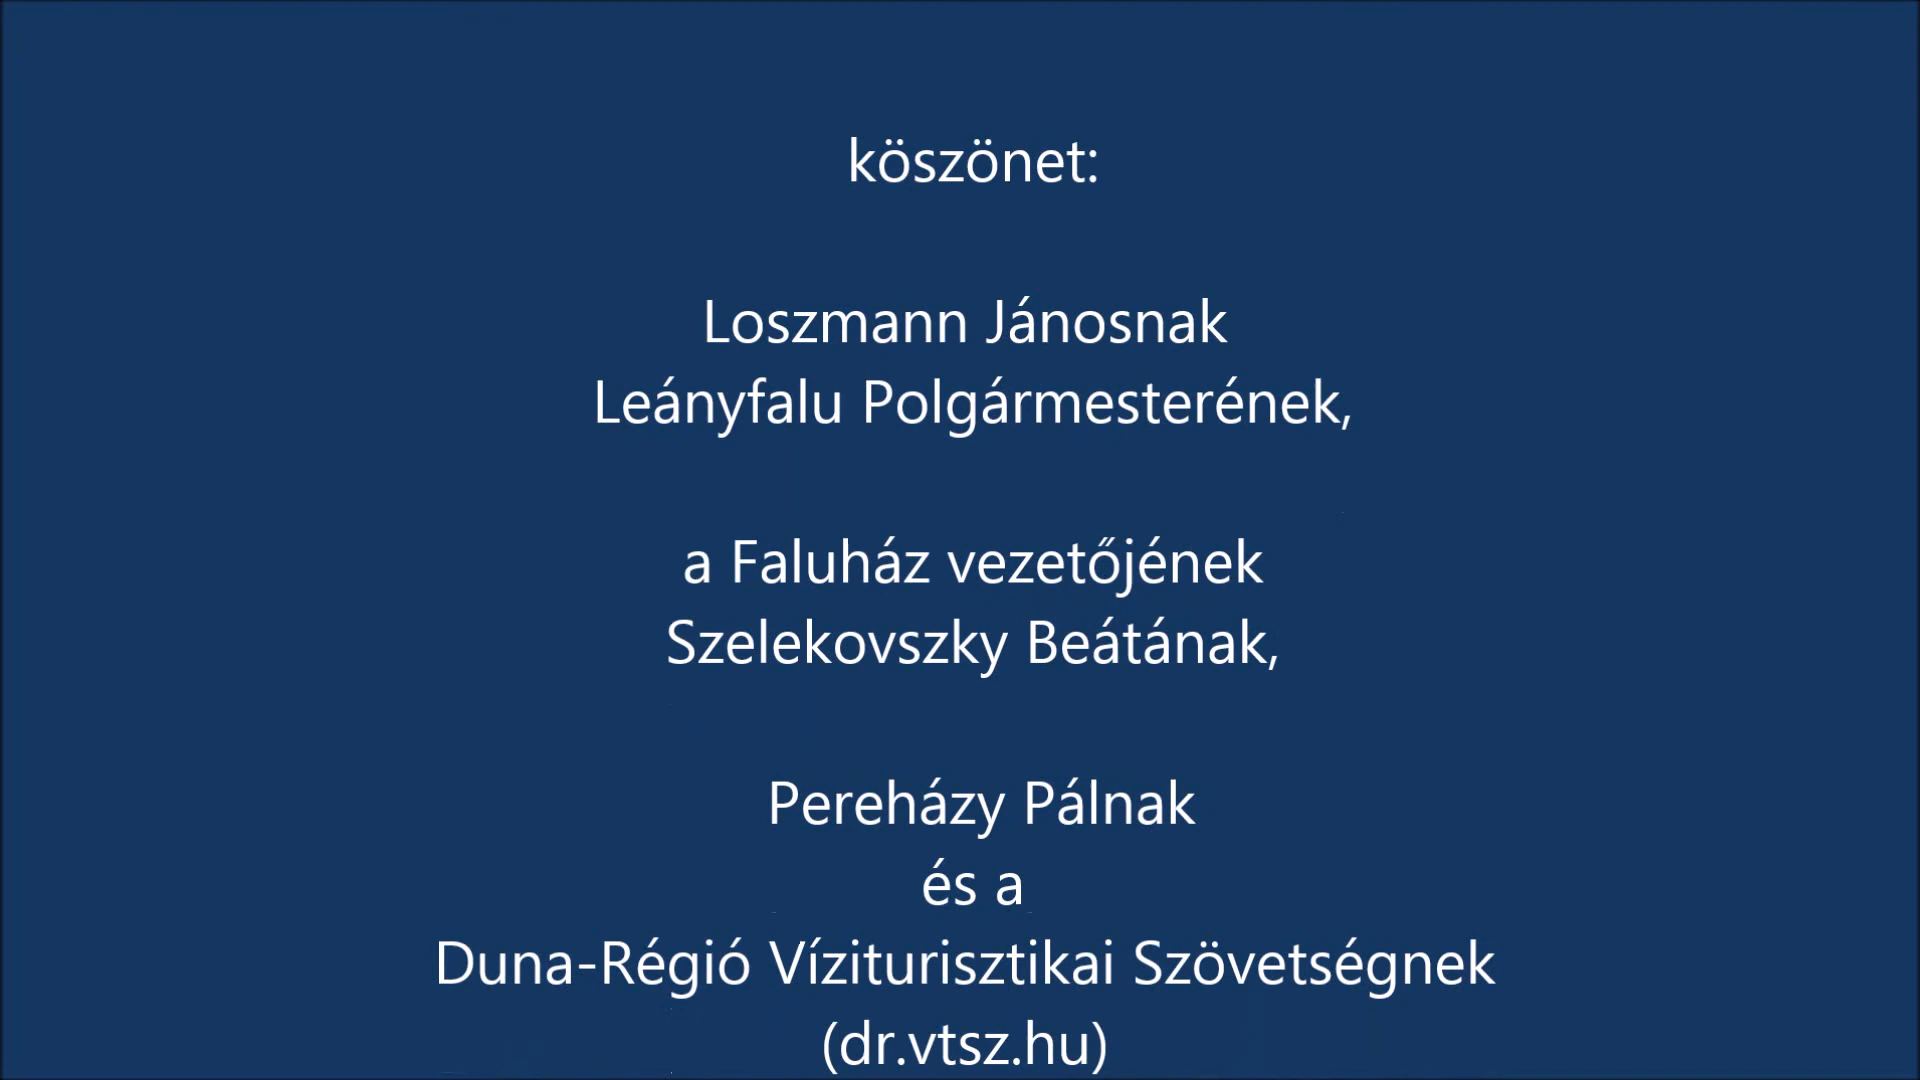 köszönet:
Loszmann Jánosnak
Leányfalu Polgármesterének,
a Faluház vezetőjének
Szelekovszky Beátának,
Pereházy Pálnak
és a
Duna-Régió Víziturisztikai Szövetségnek
(dr.vtsz.hu)